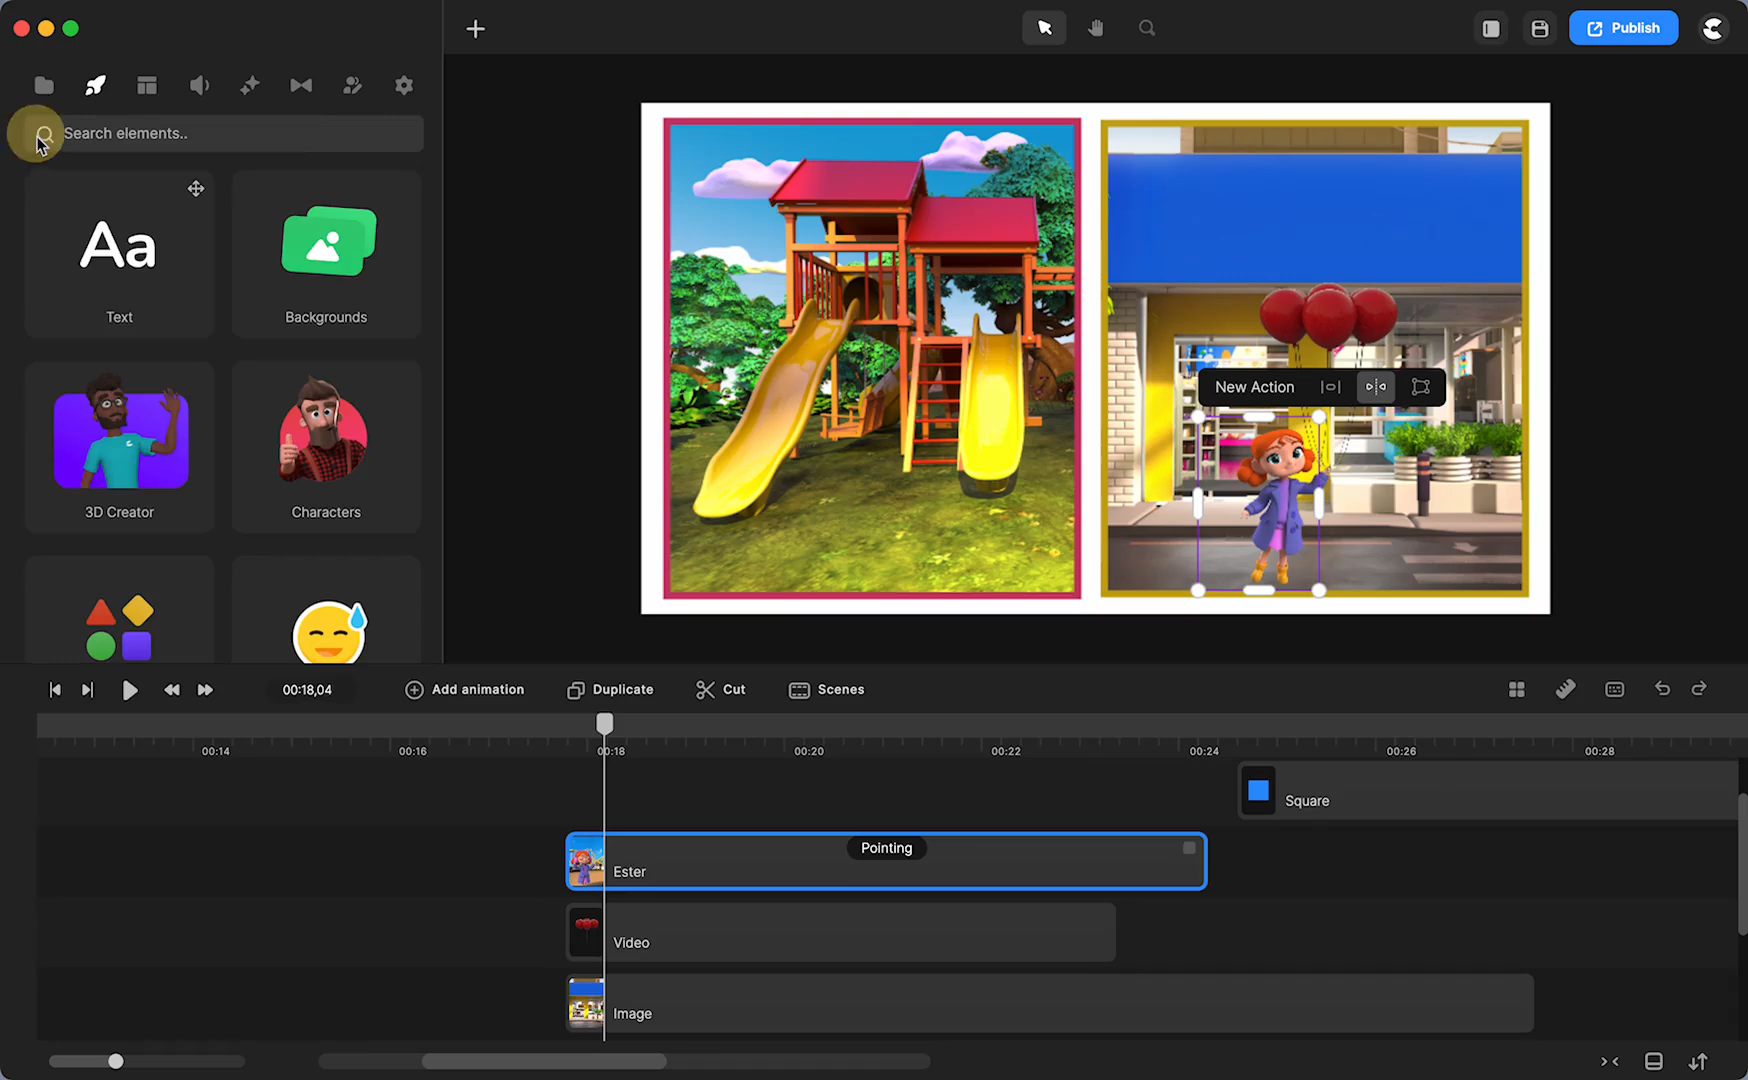 Publish
Search elements..
Aa
Text
Backgrounds
3D Creator
Characters
New Action
00:18,04
Add animation
Duplicate
Cut
Scenes
00:14
00:16
00:18
00:20
00:22
00:24
00:26
00:28
Square
Pointing
Ester
Video
Image